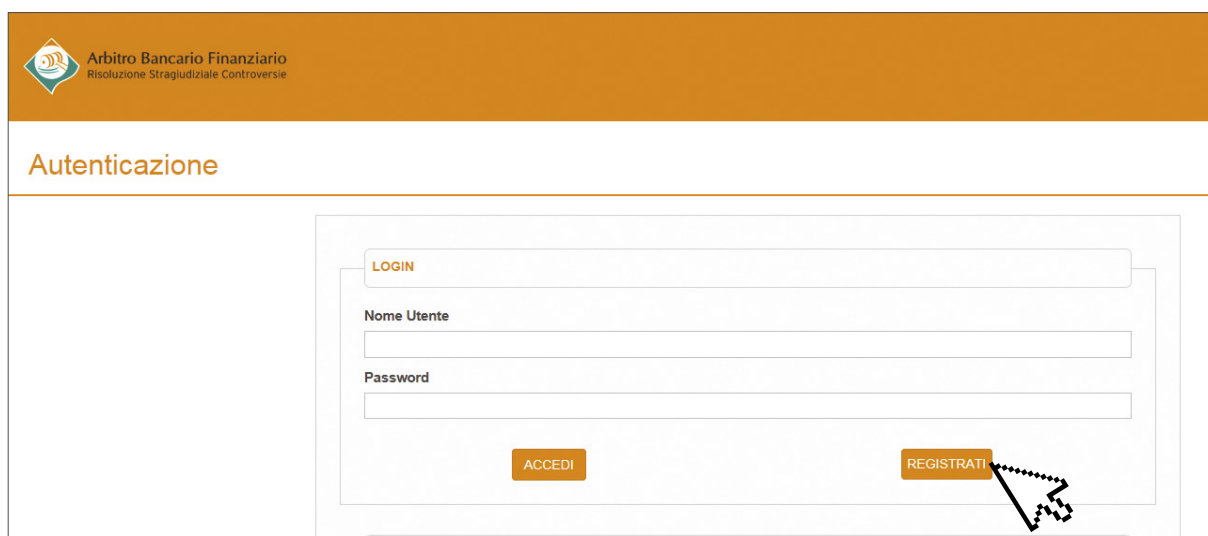 Arbitro Bancario Finanziario
Risoluzione Stragiudiziale Controversie
Autenticazione
LOGIN
Nome Utente
Password
ACCEDI
REGISTRATI